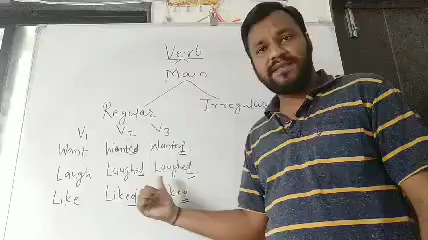 Verb
Main
Regular Irregular
V1 V2 V3
Want Wanted Wanted
Laugh Laughed Laughed
Like Liked